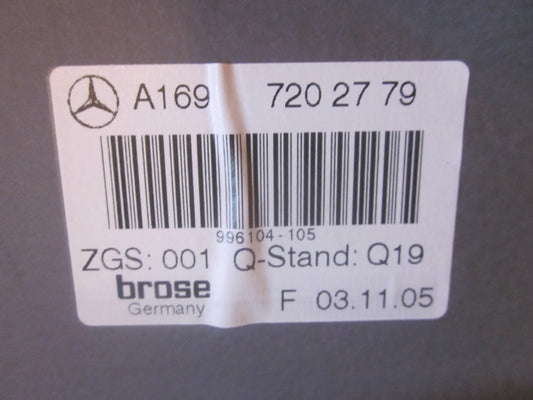 A169 720 27 79
996104-105
ZGS: 001 Q-Stand: Q19
brose
Germany F 03.11.05